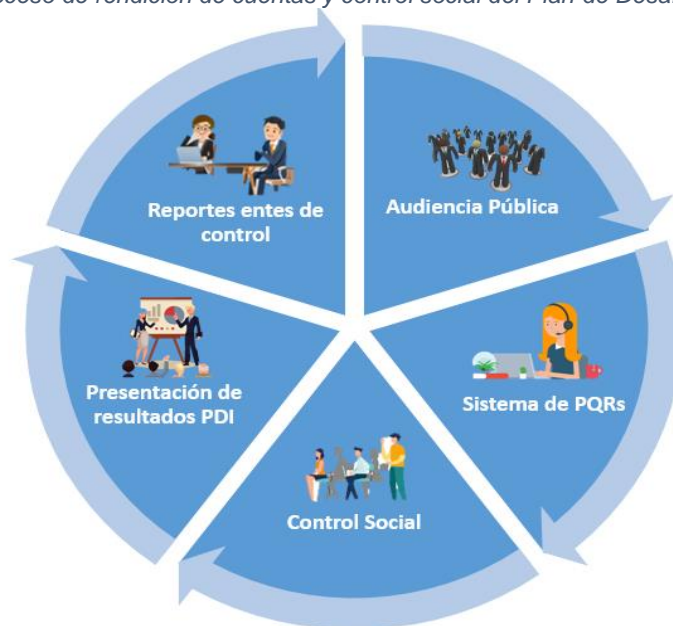 de rendición de cuentas y control social del Plan de
Reportes entes de
control
Audiencia Pública
Presentación de
resultados PDI
Sistema de PQRs
Control Social